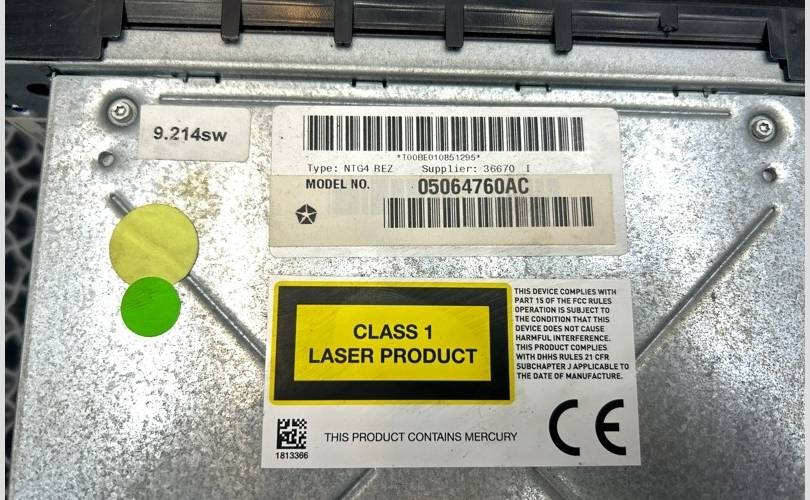 9.214sw
*T00BE010851295*
Type: NTG4 REZ Supplier: 36670 I
MODEL NO. 05064760AC
CLASS 1
LASER PRODUCT
THIS DEVICE COMPLIES WITH
PART 15 OF THE FCC RULES
OPERATION IS SUBJECT TO
THE CONDITION THAT THIS
DEVICE DOES NOT CAUSE
HARMFUL INTERFERENCE.
THIS PRODUCT COMPLIES
WITH DHHS RULES 21 CFR
SUBCHAPTER J APPLICABLE TO
THE DATE OF MANUFACTURE.
1813366
THIS PRODUCT CONTAINS MERCURY
CE